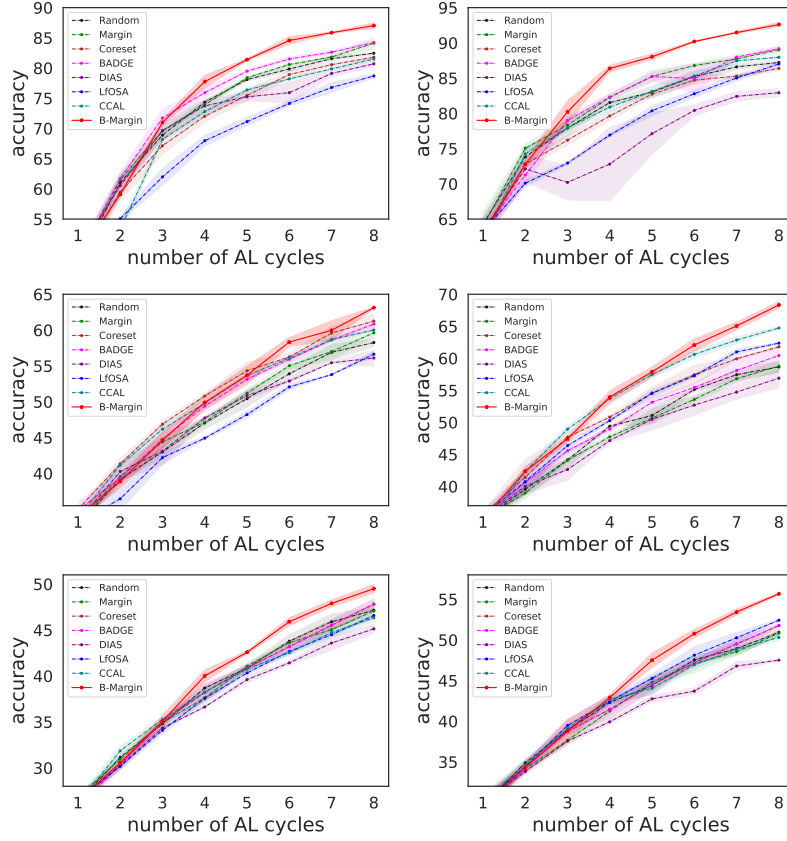 90
85
80
75
70
65
60
55
accuracy
Random
Margin
Coreset
BADGE
DIAS
LfOSA
CCAL
B-Margin
1 2 3 4 5 6 7 8
number of AL cycles
95
90
85
80
75
70
65
accuracy
Random
Margin
Coreset
BADGE
DIAS
LfOSA
CCAL
B-Margin
1 2 3 4 5 6 7 8
number of AL cycles
65
60
55
50
45
40
accuracy
Random
Margin
Coreset
BADGE
DIAS
LfOSA
CCAL
B-Margin
1 2 3 4 5 6 7 8
number of AL cycles
70
65
60
55
50
45
40
accuracy
Random
Margin
Coreset
BADGE
DIAS
LfOSA
CCAL
B-Margin
1 2 3 4 5 6 7 8
number of AL cycles
50
45
40
35
30
accuracy
Random
Margin
Coreset
BADGE
DIAS
LfOSA
CCAL
B-Margin
1 2 3 4 5 6 7 8
number of AL cycles
55
50
45
40
35
accuracy
Random
Margin
Coreset
BADGE
DIAS
LfOSA
CCAL
B-Margin
1 2 3 4 5 6 7 8
number of AL cycles